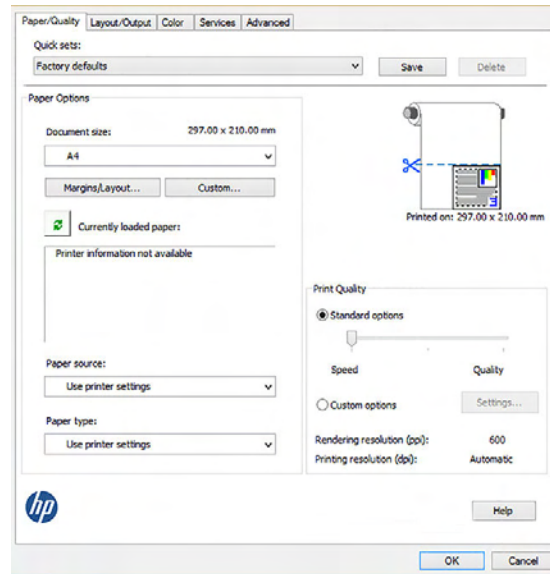 Paper/Quality Layout/Output Color Services Advanced
Quick sets:
Factory defaults Save Delete
Paper Options
Document size: 297.00 x 210.00 mm
A4
Margins/Layout... Custom...
Currently loaded paper:
Printer information not available
Paper source:
Use printer settings
Paper type:
Use printer settings
Printed on: 297.00 x 210.00 mm
Print Quality
Standard options
Speed Quality
Custom options Settings...
Rendering resolution (ppi): 600
Printing resolution (dpi): Automatic
hp
Help
OK Cancel